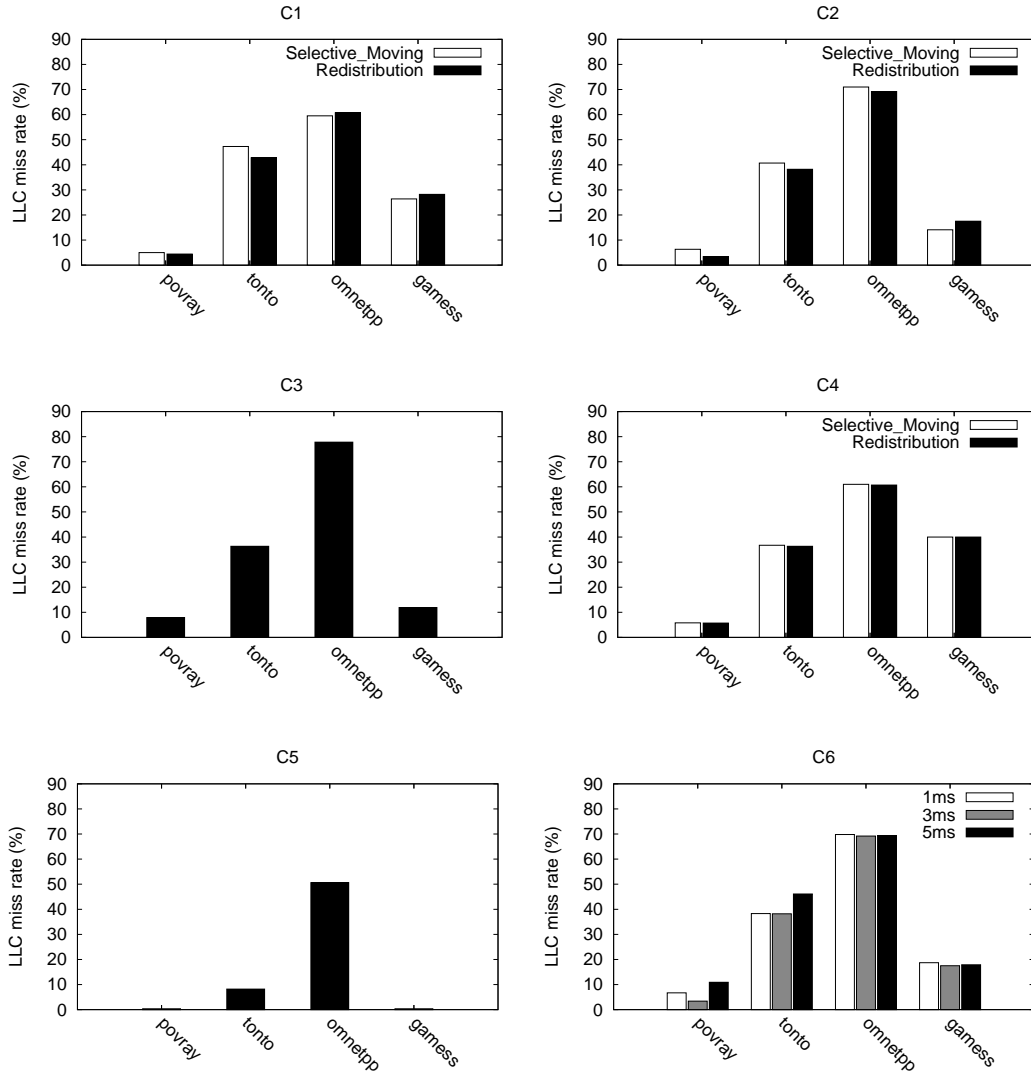 C1
LLC miss rate (%)
90
80
70
60
50
40
30
20
10
0
Selective_Moving
Redistribution
povray
tonto
omnetpp
gamess
C2
LLC miss rate (%)
90
80
70
60
50
40
30
20
10
0
Selective_Moving
Redistribution
povray
tonto
omnetpp
gamess
C3
LLC miss rate (%)
90
80
70
60
50
40
30
20
10
0
povray
tonto
omnetpp
gamess
C4
LLC miss rate (%)
90
80
70
60
50
40
30
20
10
0
Selective_Moving
Redistribution
povray
tonto
omnetpp
gamess
C5
LLC miss rate (%)
90
80
70
60
50
40
30
20
10
0
povray
tonto
omnetpp
gamess
C6
LLC miss rate (%)
90
80
70
60
50
40
30
20
10
0
1ms
3ms
5ms
povray
tonto
omnetpp
gamess